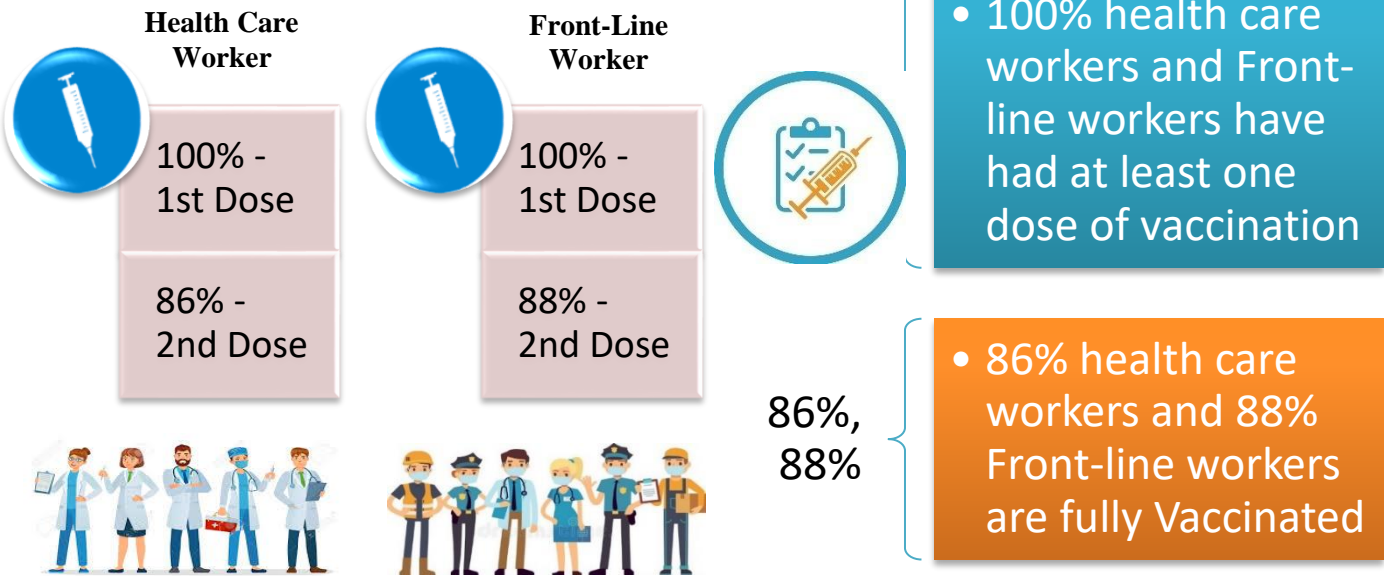 Health Care
Worker
100% -
1st Dose
86% -
2nd Dose
Front-Line
Worker
100% -
1st Dose
88% -
2nd Dose
• 100% health care
workers and Front-
line workers have
had at least one
dose of vaccination
86%,
88%
• 86% health care
workers and 88%
Front-line workers
are fully Vaccinated